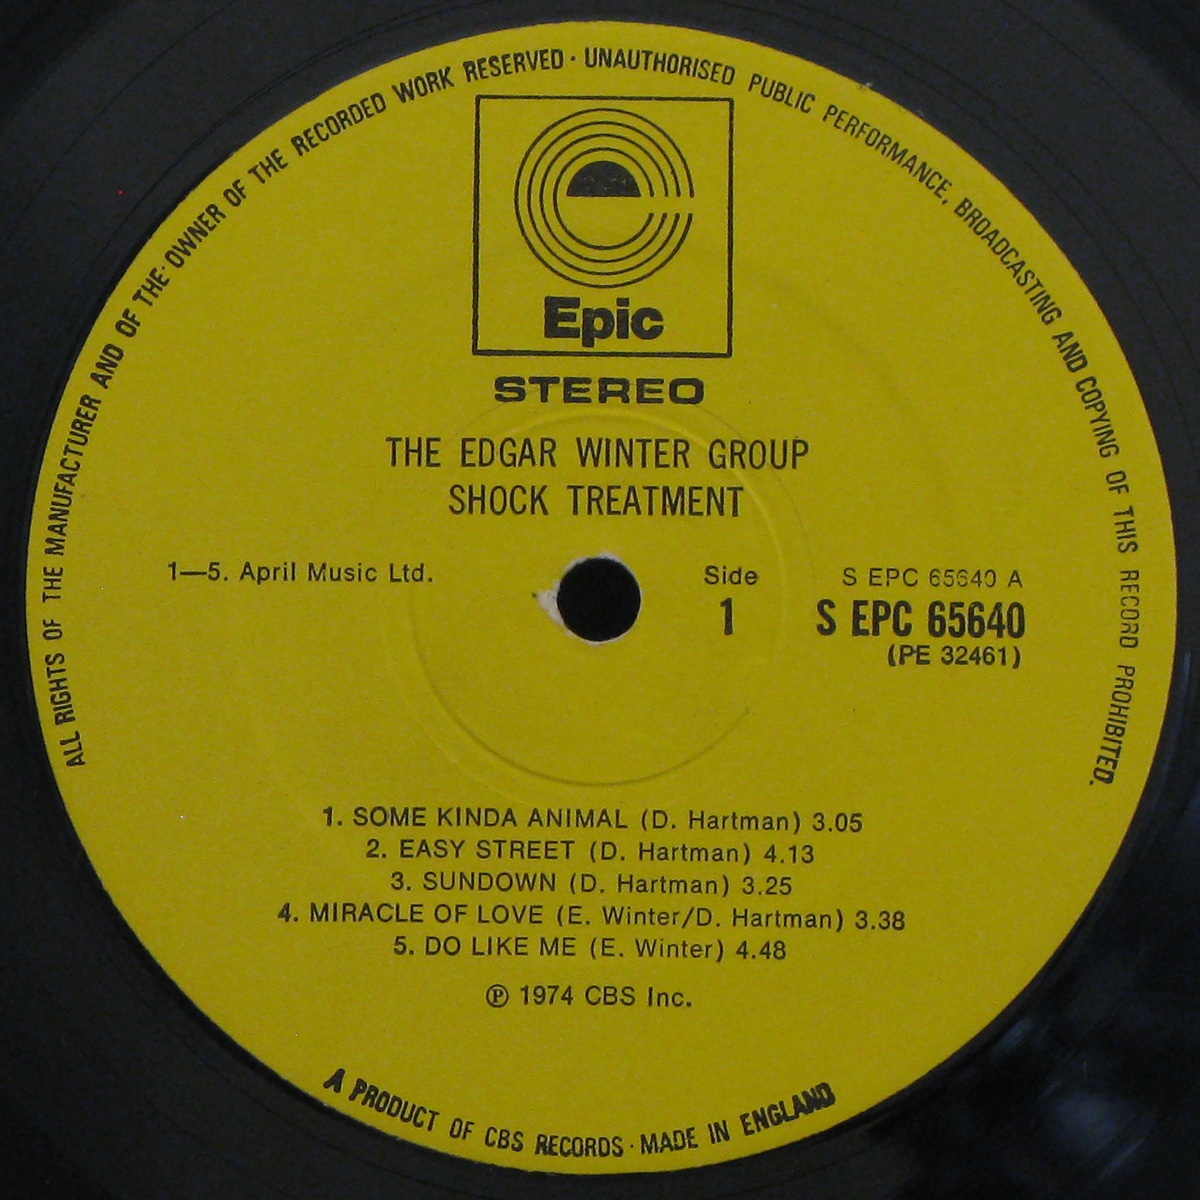 ALL RIGHTS OF THE MANUFACTURER AND OF THE OWNER OF THE RECORDED WORK RESERVED · UNAUTHORISED PUBLIC PERFORMANCE, BROADCASTING AND COPYING OF THIS RECORD PROHIBITED.
Epic
STEREO
THE EDGAR WINTER GROUP
SHOCK TREATMENT
1—5. April Music Ltd.
Side
1
S EPC 65640 A
S EPC 65640
(PE 32461)
1. SOME KINDA ANIMAL (D. Hartman) 3.05
2. EASY STREET (D. Hartman) 4.13
3. SUNDOWN (D. Hartman) 3.25
4. MIRACLE OF LOVE (E. Winter/D. Hartman) 3.38
5. DO LIKE ME (E. Winter) 4.48
℗ 1974 CBS Inc.
A PRODUCT OF CBS RECORDS · MADE IN ENGLAND